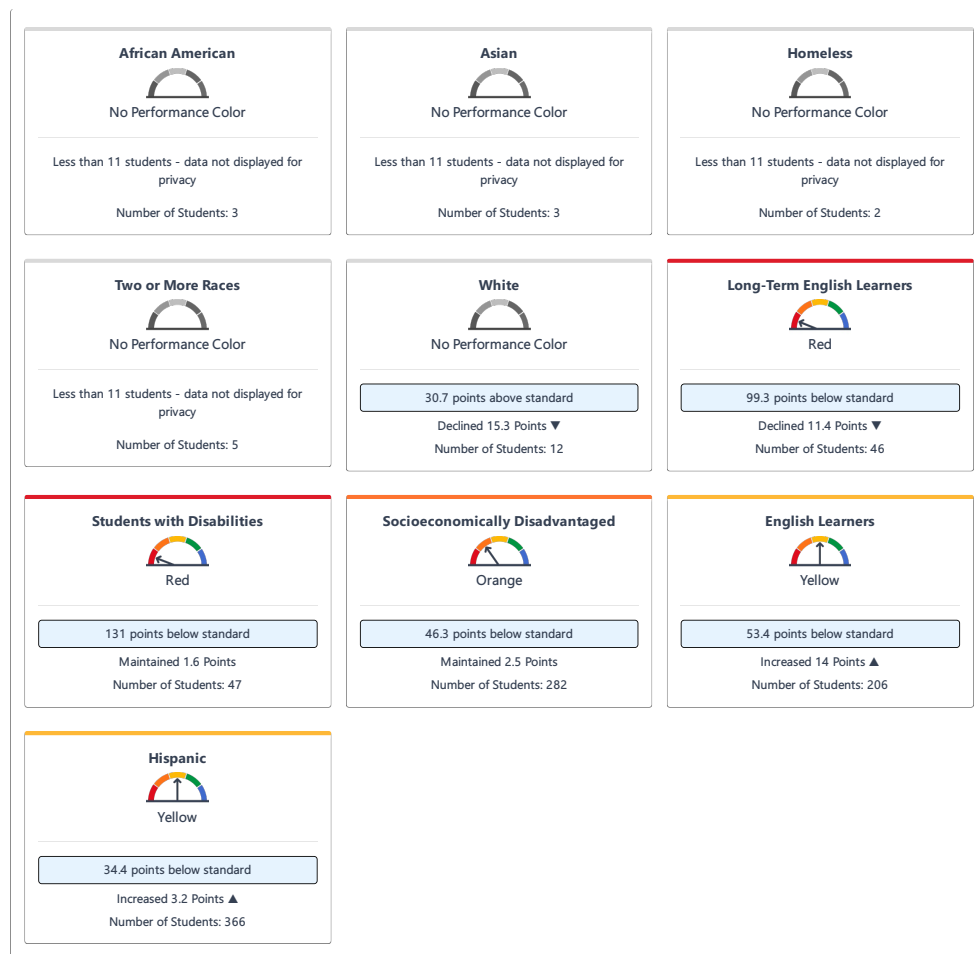 African American
No Performance Color
Less than 11 students - data not displayed for
privacy
Number of Students: 3
Asian
No Performance Color
Less than 11 students - data not displayed for
privacy
Number of Students: 3
Homeless
No Performance Color
Less than 11 students - data not displayed for
privacy
Number of Students: 2
Two or More Races
No Performance Color
Less than 11 students - data not displayed for
privacy
Number of Students: 5
White
No Performance Color
30.7 points above standard
Declined 15.3 Points ▼
Number of Students: 12
Long-Term English Learners
Red
99.3 points below standard
Declined 11.4 Points ▼
Number of Students: 46
Students with Disabilities
Red
131 points below standard
Maintained 1.6 Points
Number of Students: 47
Socioeconomically Disadvantaged
Orange
46.3 points below standard
Maintained 2.5 Points
Number of Students: 282
English Learners
Yellow
53.4 points below standard
Increased 14 Points ▲
Number of Students: 206
Hispanic
Yellow
34.4 points below standard
Increased 3.2 Points ▲
Number of Students: 366